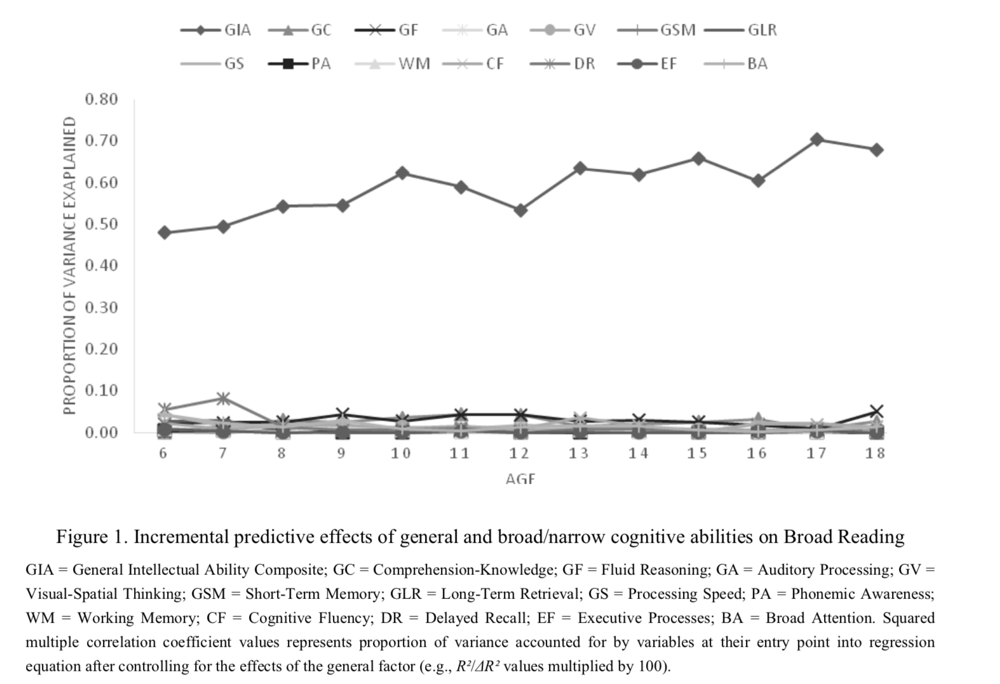 GIA GC GF GA GV GSM GLR
GS PA WM CF DR EF BA
PROPORTION OF VARIANCE EXAPLAINED
0.80
0.70
0.60
0.50
0.40
0.30
0.20
0.10
0.00
6 7 8 9 10 11 12 13 14 15 16 17 18
AGE
Figure 1. Incremental predictive effects of general and broad/narrow cognitive abilities on Broad Reading
GIA = General Intellectual Ability Composite; GC = Comprehension-Knowledge; GF = Fluid Reasoning; GA = Auditory Processing; GV =
Visual-Spatial Thinking; GSM = Short-Term Memory; GLR = Long-Term Retrieval; GS = Processing Speed; PA = Phonemic Awareness;
WM = Working Memory; CF = Cognitive Fluency; DR = Delayed Recall; EF = Executive Processes; BA = Broad Attention. Squared
multiple correlation coefficient values represents proportion of variance accounted for by variables at their entry point into regression
equation after controlling for the effects of the general factor (e.g., R²/ΔR² values multiplied by 100).